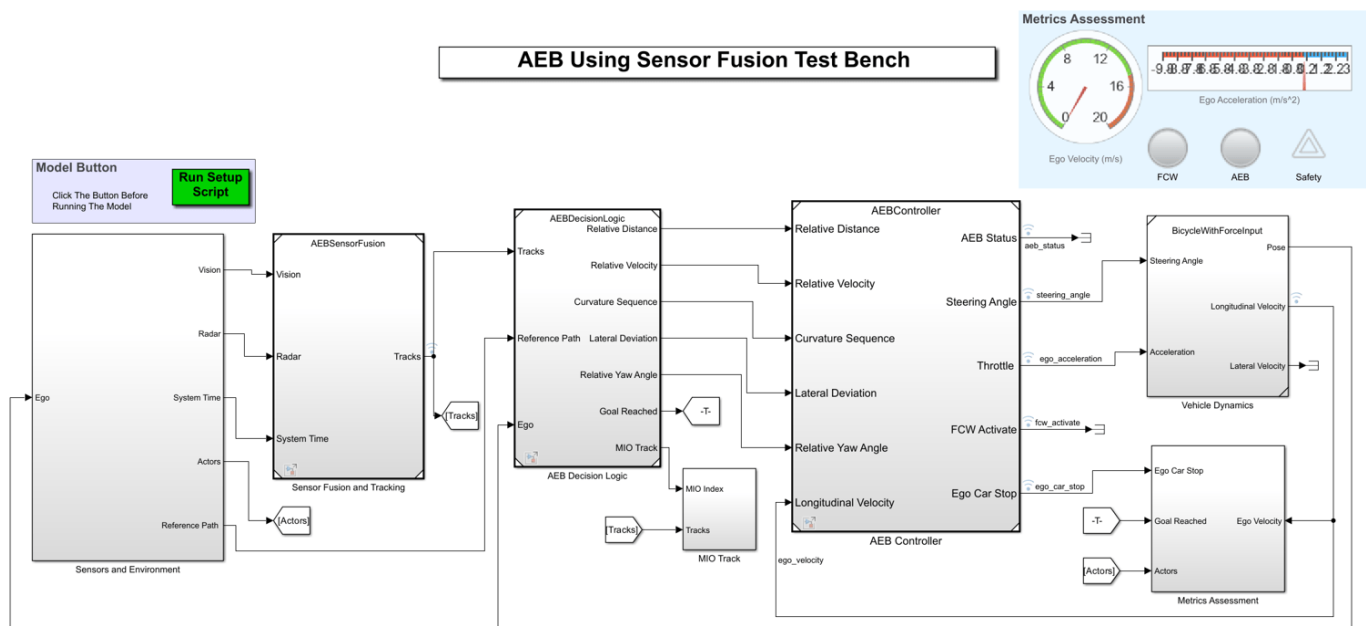 Metrics Assessment
AEB Using Sensor Fusion Test Bench
8 12
4 16
0 20
Ego Velocity (m/s)
Ego Acceleration (m/s^2)
FCW
AEB
Safety
Model Button
Click The Button Before
Running The Model
Run Setup
Script
Vision
Radar
System Time
Ego
Actors
Reference Path
Sensors and Environment
AEBSensorFusion
Vision
Radar
Tracks
System Time
Sensor Fusion and Tracking
[Tracks]
[Actors]
AEBDecisionLogic
Relative Distance
Tracks
Relative Velocity
Curvature Sequence
Reference Path
Lateral Deviation
Relative Yaw Angle
Goal Reached
Ego
MIO Track
AEB Decision Logic
-T-
MIO Index
[Tracks]
Tracks
MIO Track
AEBController
Relative Distance
AEB Status
Relative Velocity
Steering Angle
Curvature Sequence
Throttle
Lateral Deviation
FCW Activate
Relative Yaw Angle
Ego Car Stop
Longitudinal Velocity
AEB Controller
ego_velocity
aeb_status
steering_angle
ego_acceleration
fcw_activate
ego_car_stop
BicycleWithForceInput
Pose
Steering Angle
Longitudinal Velocity
Acceleration
Lateral Velocity
Vehicle Dynamics
Ego Car Stop
-T-
Goal Reached
Ego Velocity
[Actors]
Actors
Metrics Assessment